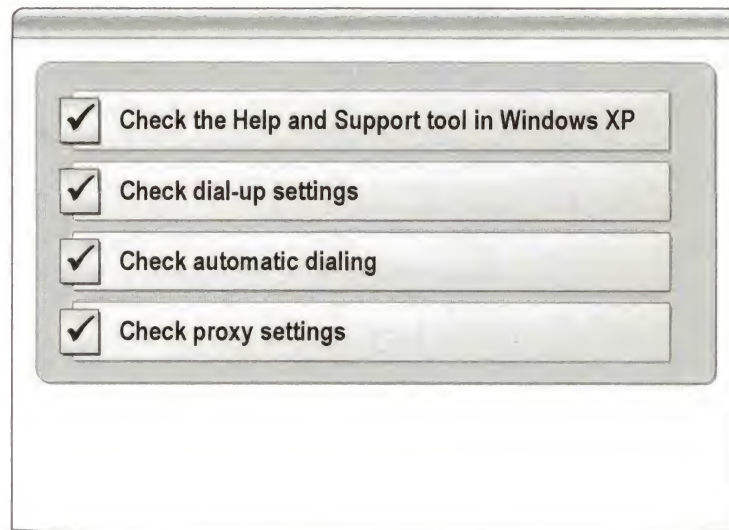 Check the Help and Support tool in Windows XP
Check dial-up settings
Check automatic dialing
Check proxy settings